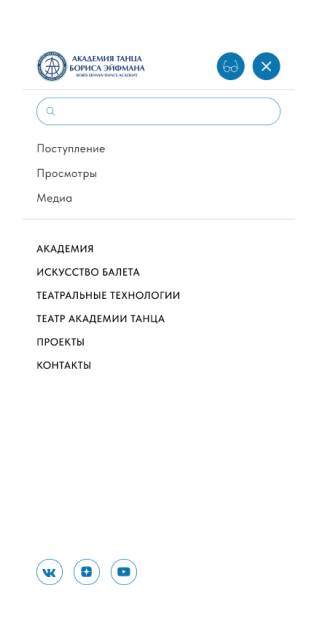 АКАДЕМИЯ ТАНЦА
БОРИСА ЭЙФМАНА
BORIS EIFMAN DANCE ACADEMY
Поступление
Просмотры
Медиа
АКАДЕМИЯ
ИСКУССТВО БАЛЕТА
ТЕАТРАЛЬНЫЕ ТЕХНОЛОГИИ
ТЕАТР АКАДЕМИИ ТАНЦА
ПРОЕКТЫ
КОНТАКТЫ